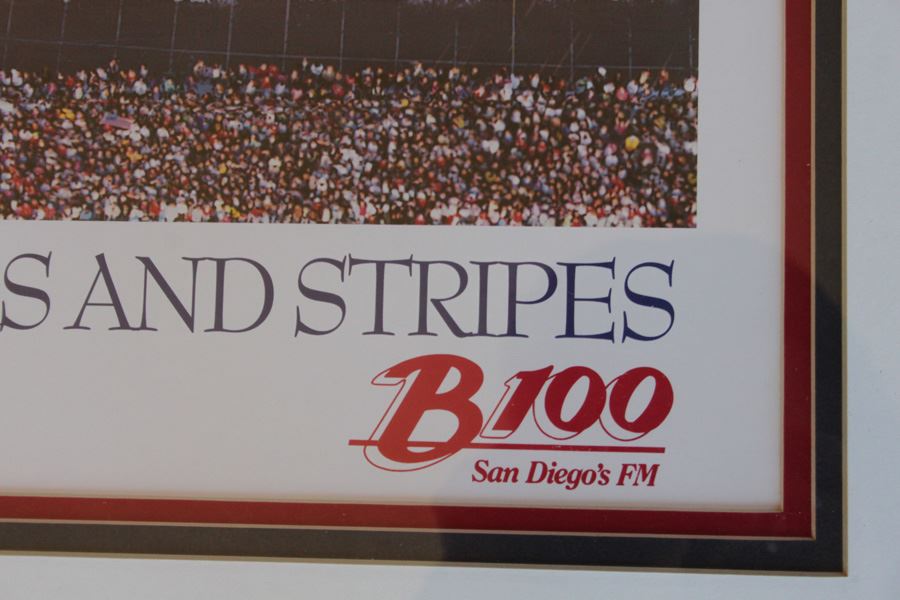 S AND STRIPES
B100
San Diego's FM